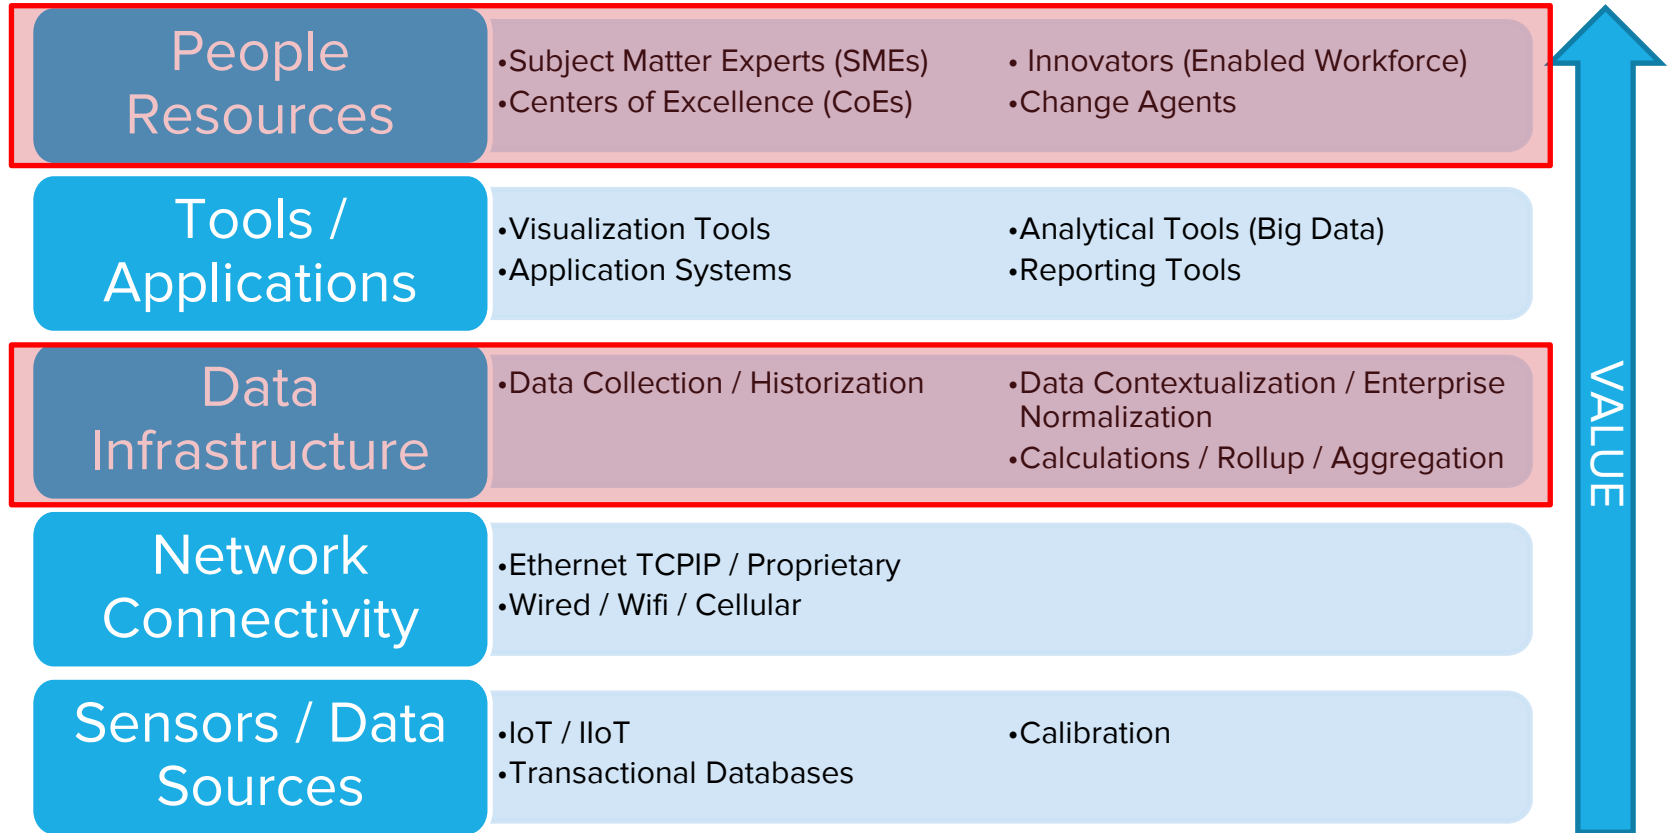 People
Resources
•Subject Matter Experts (SMEs)
•Centers of Excellence (CoEs)
• Innovators (Enabled Workforce)
•Change Agents
Tools /
Applications
•Visualization Tools
•Application Systems
•Analytical Tools (Big Data)
•Reporting Tools
Data
Infrastructure
•Data Collection / Historization
•Data Contextualization / Enterprise
Normalization
•Calculations / Rollup / Aggregation
Network
Connectivity
•Ethernet TCPIP / Proprietary
•Wired / Wifi / Cellular
Sensors / Data
Sources
•IoT / IIoT
•Transactional Databases
•Calibration
VALUE